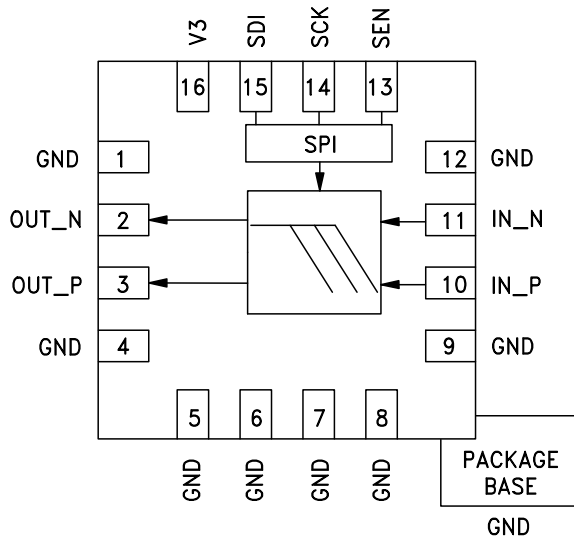 V3 SDI SCK SEN
16 15 14 13
SPI
GND 1 12 GND
OUT_N 2 11 IN_N
OUT_P 3 10 IN_P
GND 4 9 GND
5 6 7 8
GND GND GND GND
PACKAGE
BASE
GND